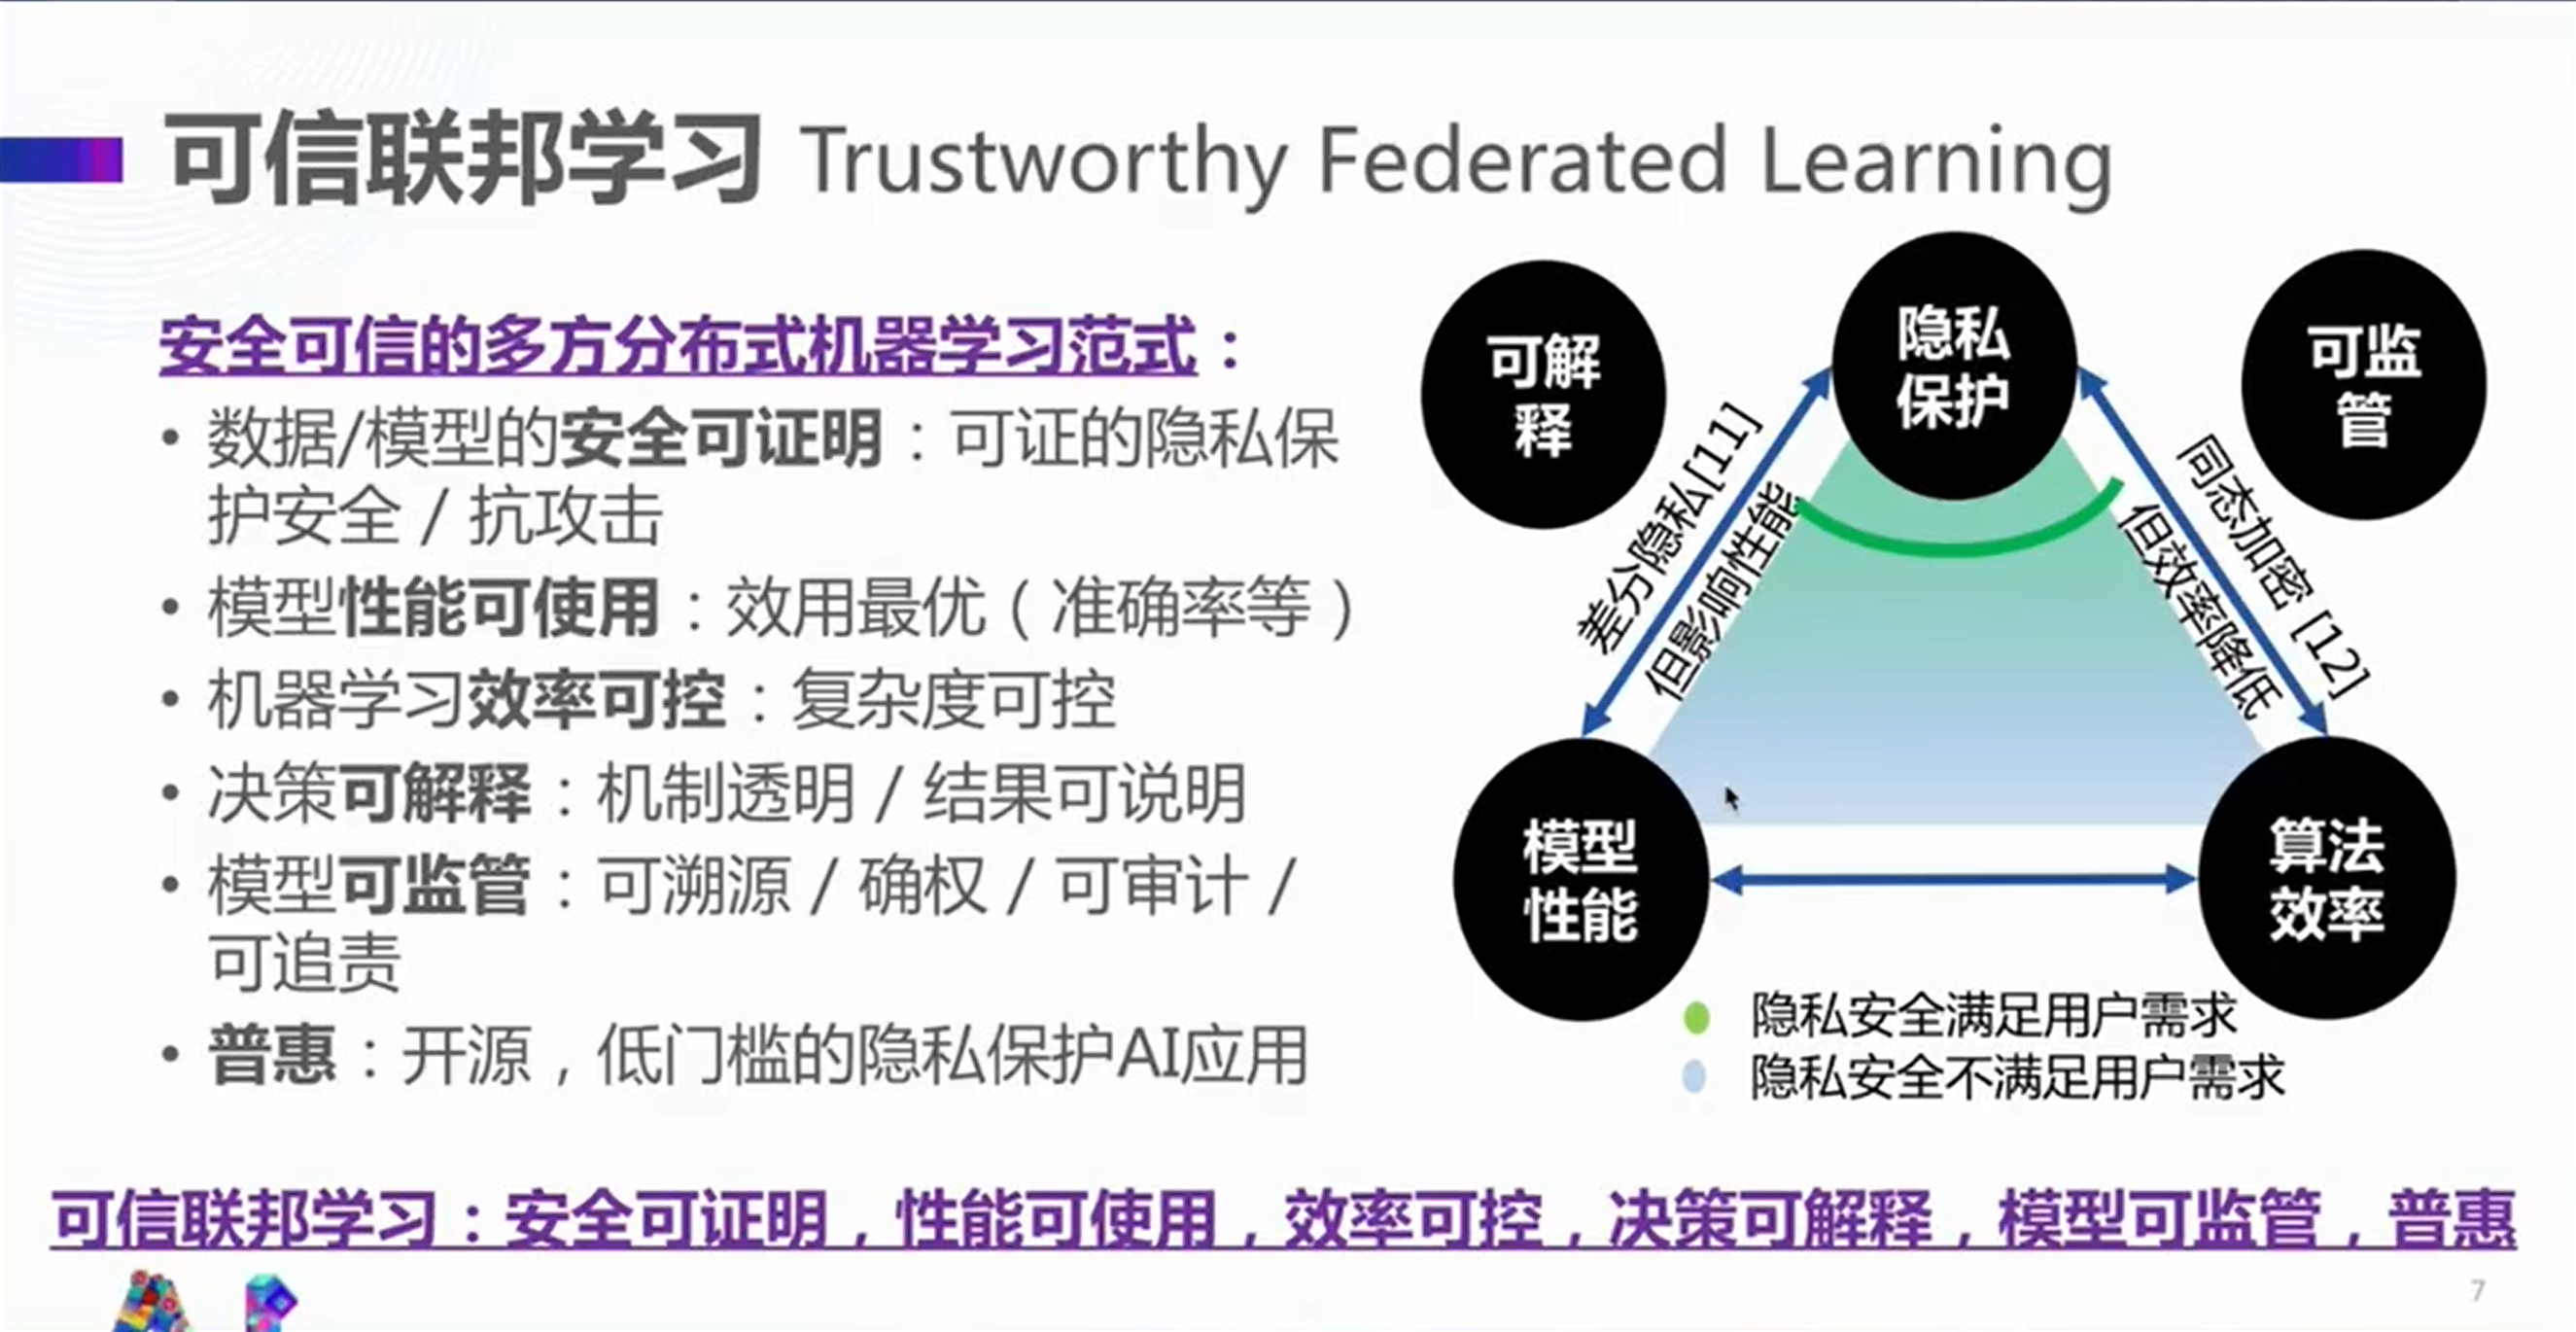 可信联邦学习 Trustworthy Federated Learning
安全可信的多方分布式机器学习范式：
• 数据/模型的安全可证明：可证的隐私保
护安全 / 抗攻击
• 模型性能可使用：效用最优（准确率等）
• 机器学习效率可控：复杂度可控
• 决策可解释：机制透明 / 结果可说明
• 模型可监管：可溯源 / 确权 / 可审计 /
可追责
• 普惠：开源，低门槛的隐私保护AI应用
可解
释
隐私
保护
可监
管
差分隐私[11]
但影响性能
同态加密 [12]
但效率降低
模型
性能
算法
效率
隐私安全满足用户需求
隐私安全不满足用户需求
可信联邦学习：安全可证明，性能可使用，效率可控，决策可解释，模型可监管，普惠
7